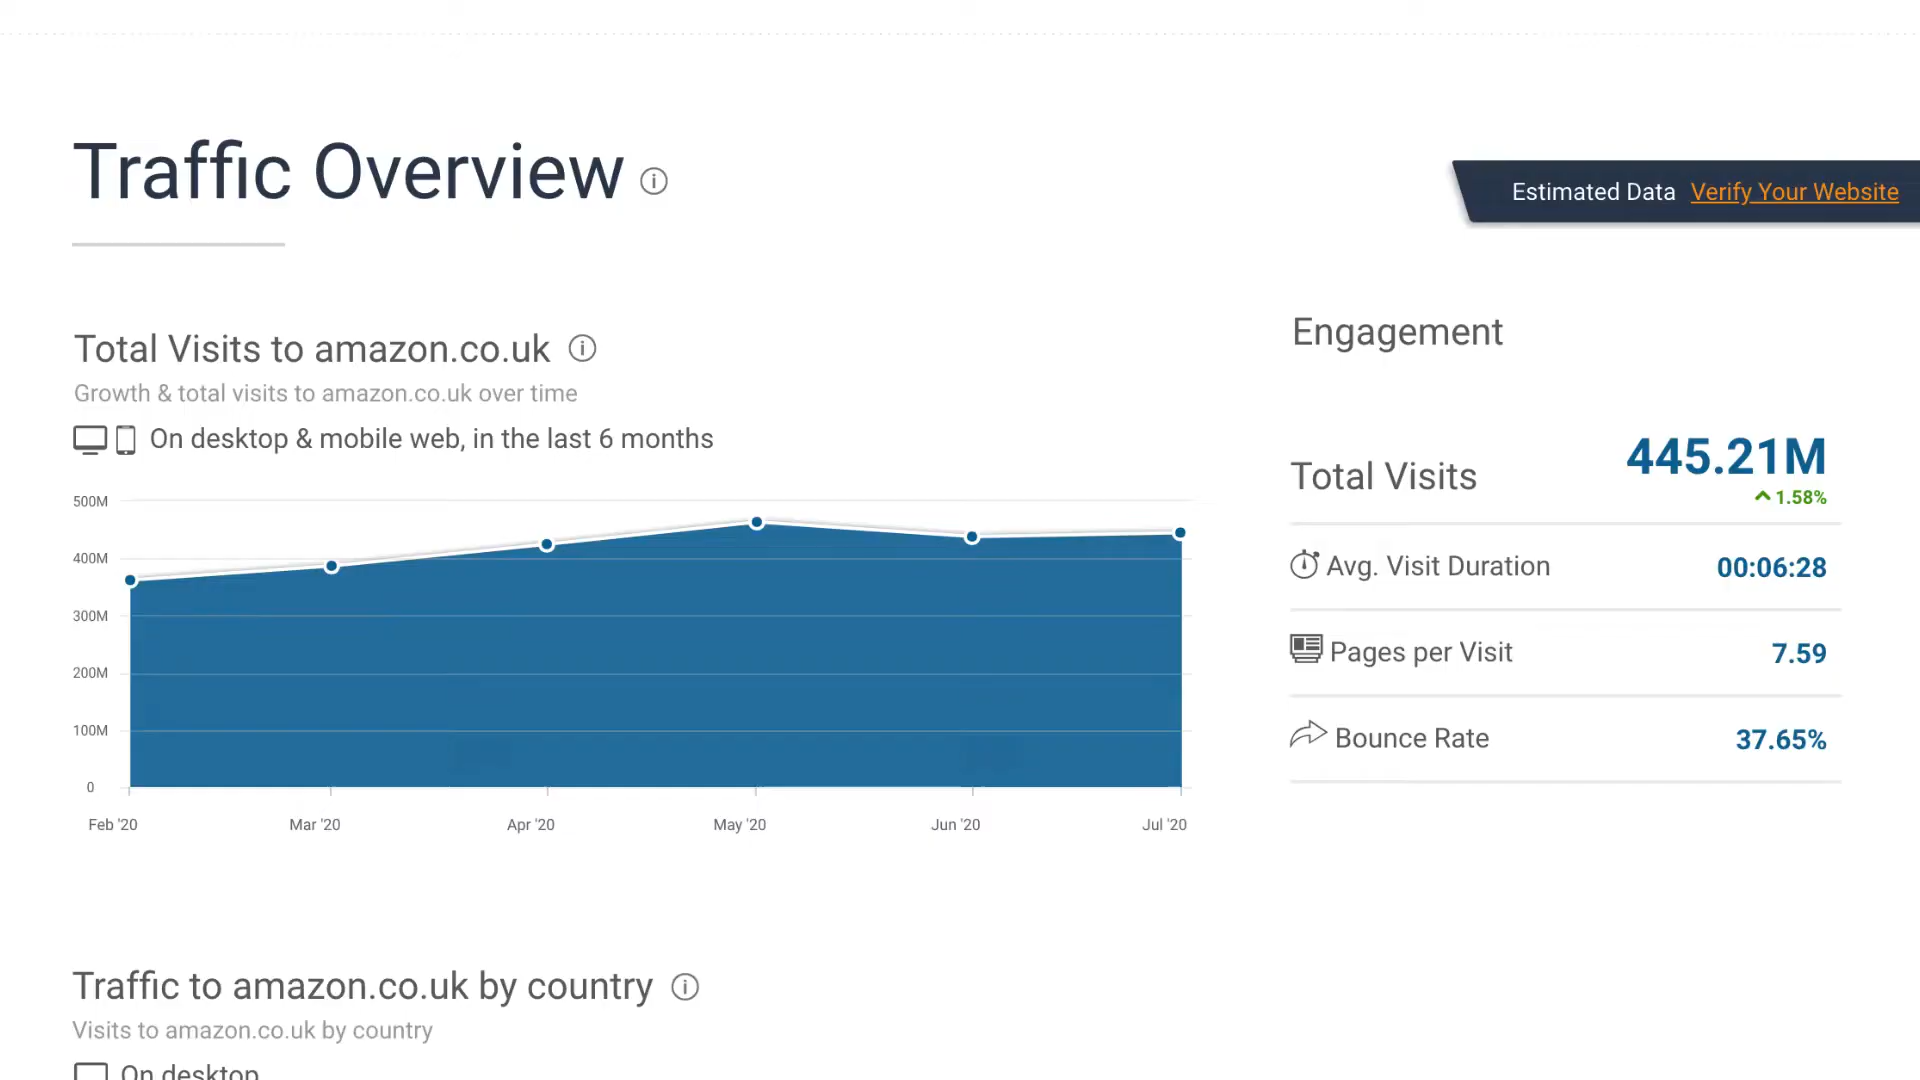 Traffic Overview
Estimated Data Verify Your Website
Total Visits to amazon.co.uk
Growth & total visits to amazon.co.uk over time
On desktop & mobile web, in the last 6 months
500M
400M
300M
200M
100M
0
Feb '20 Mar '20 Apr '20 May '20 Jun '20 Jul '20
Engagement
Total Visits 445.21M
1.58%
Avg. Visit Duration 00:06:28
Pages per Visit 7.59
Bounce Rate 37.65%
Traffic to amazon.co.uk by country
Visits to amazon.co.uk by country
On desktop